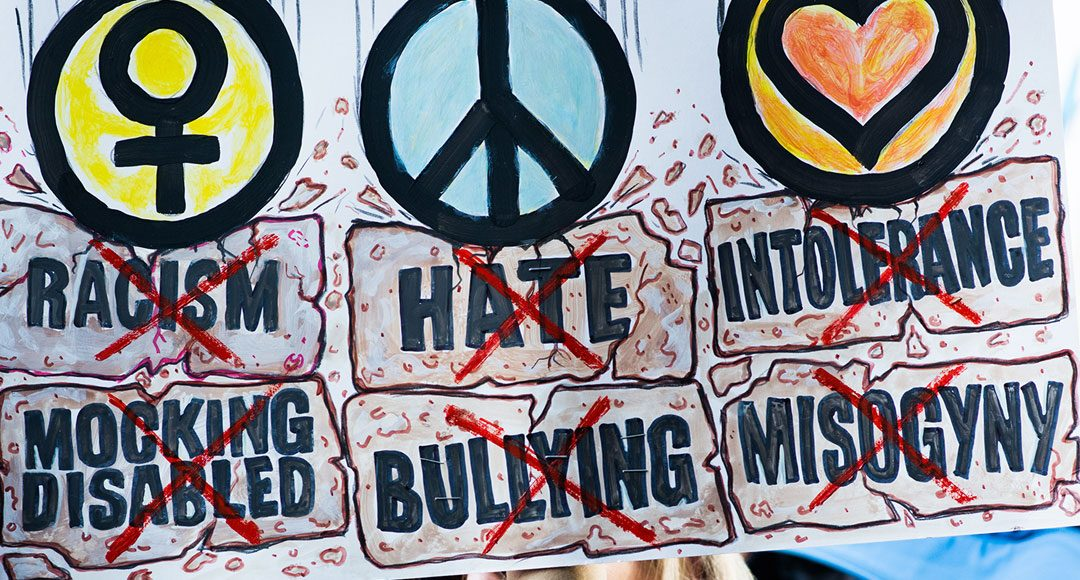 RACISM
HATE
INTOLERANCE
MOCKING
DISABLED
BULLYING
MISOGYNY